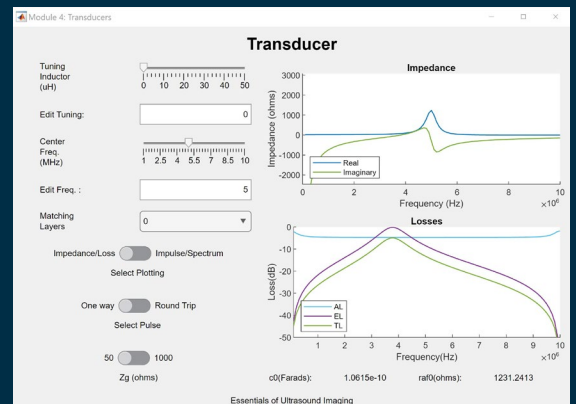 Module 4: Transducers
Transducer
Tuning
Inductor
(uH)
0 10 20 30 40 50
Edit Tuning:
0
Center
Freq.
(MHz)
1 2.5 4 5.5 7 8.5 10
Edit Freq. :
5
Matching
Layers
0
Impedance/Loss Impulse/Spectrum
Select Plotting
One way Round Trip
Select Pulse
50 1000
Zg (ohms)
Impedance
Impedance (ohms)
3000
2000
1000
0
-1000
-2000
Real
Imaginary
0 2 4 6 8 10
Frequency (Hz)
×10⁶
Losses
Loss(dB)
0
-10
-20
-30
-40
-50
AL
EL
TL
1 2 3 4 5 6 7 8 9 10
Frequency(Hz)
×10⁶
c0(Farads): 1.0615e-10 raf0(ohms): 1231.2413
Essentials of Ultrasound Imaging